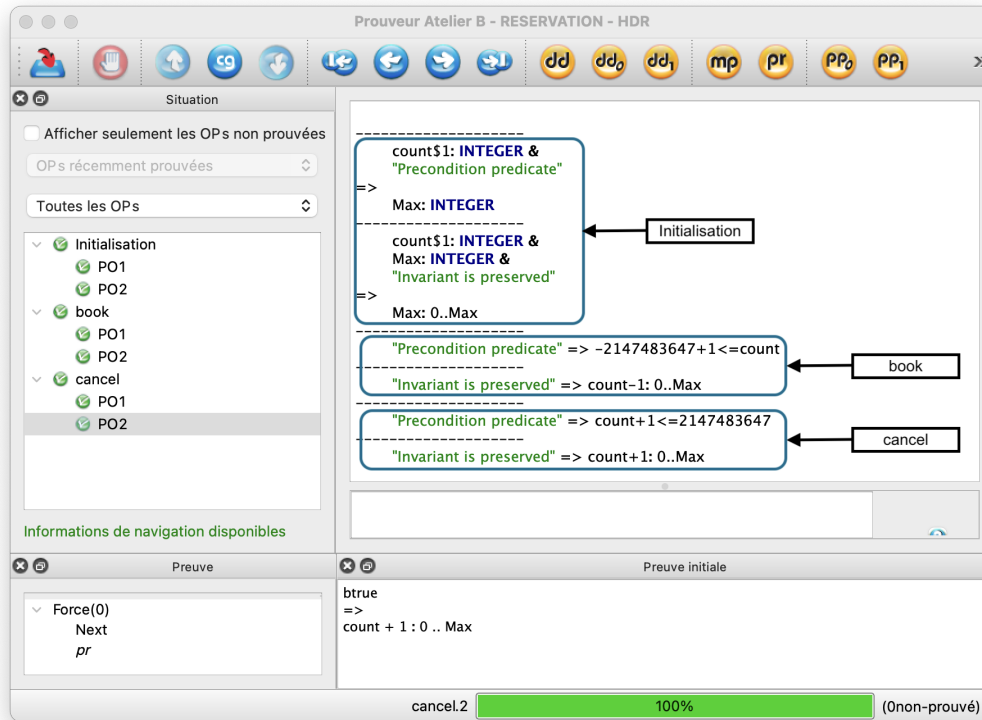 Prouveur Atelier B - RESERVATION - HDR
cg
dd
dd0
dd1
mp
pr
PP0
PP1
»
Situation
Afficher seulement les OPs non prouvées
OPs récemment prouvées
Toutes les OPs
Initialisation
PO1
PO2
book
PO1
PO2
cancel
PO1
PO2
Informations de navigation disponibles
--------------------
count$1: INTEGER &
"Precondition predicate"
=>
Max: INTEGER
--------------------
count$1: INTEGER &
Max: INTEGER &
"Invariant is preserved"
=>
Max: 0..Max
--------------------
"Precondition predicate" => -2147483647+1<=count
--------------------
"Invariant is preserved" => count-1: 0..Max
--------------------
"Precondition predicate" => count+1<=2147483647
--------------------
"Invariant is preserved" => count+1: 0..Max
Initialisation
book
cancel
Preuve
Force(0)
Next
pr
Preuve initiale
btrue
=>
count + 1 : 0 .. Max
cancel.2
100%
(0non-prouvé)